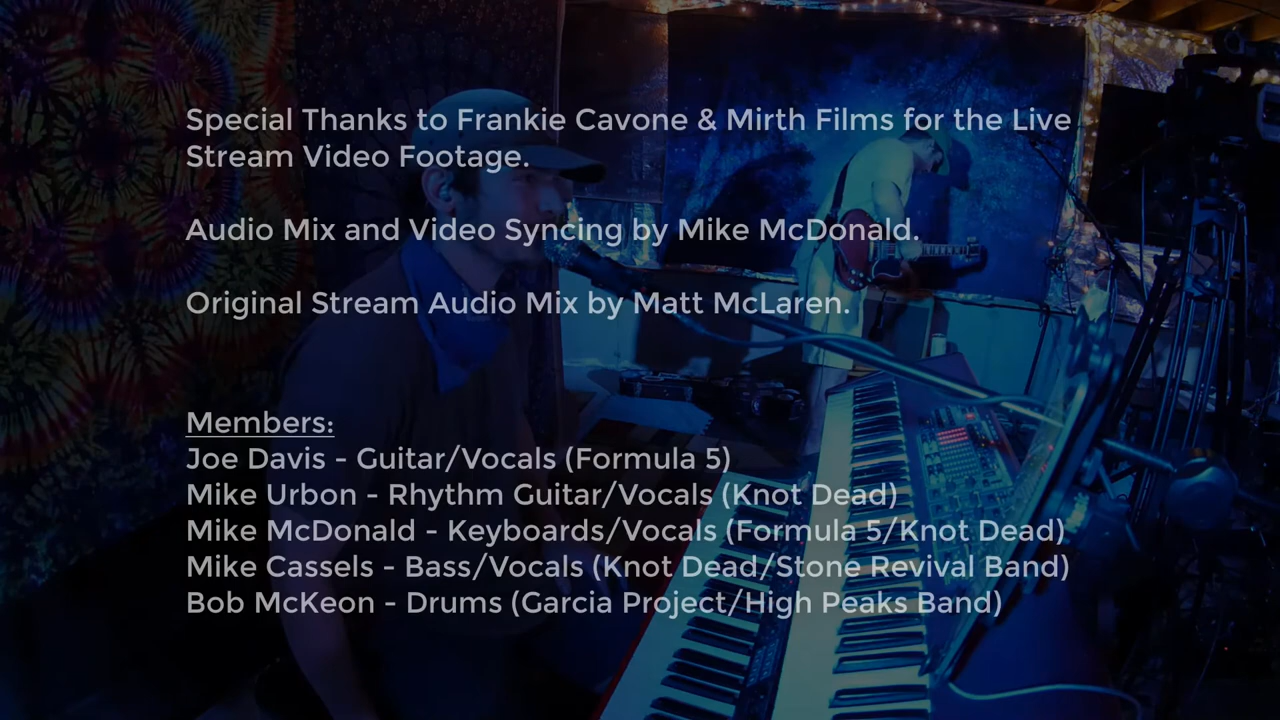 Special Thanks to Frankie Cavone & Mirth Films for the Live
Stream Video Footage.
Audio Mix and Video Syncing by Mike McDonald.
Original Stream Audio Mix by Matt McLaren.
Members:
Joe Davis - Guitar/Vocals (Formula 5)
Mike Urbon - Rhythm Guitar/Vocals (Knot Dead)
Mike McDonald - Keyboards/Vocals (Formula 5/Knot Dead)
Mike Cassels - Bass/Vocals (Knot Dead/Stone Revival Band)
Bob McKeon - Drums (Garcia Project/High Peaks Band)